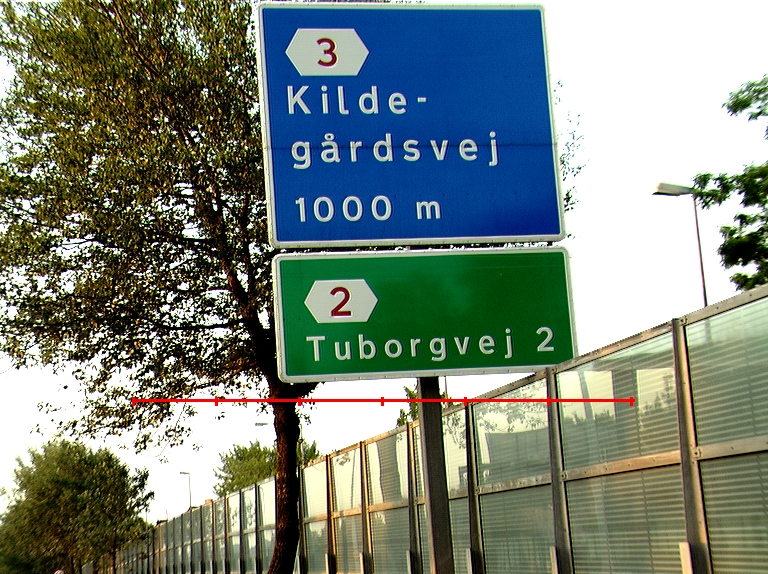 3
Kilde-
gårdsvej
1000 m
2
Tuborgvej 2